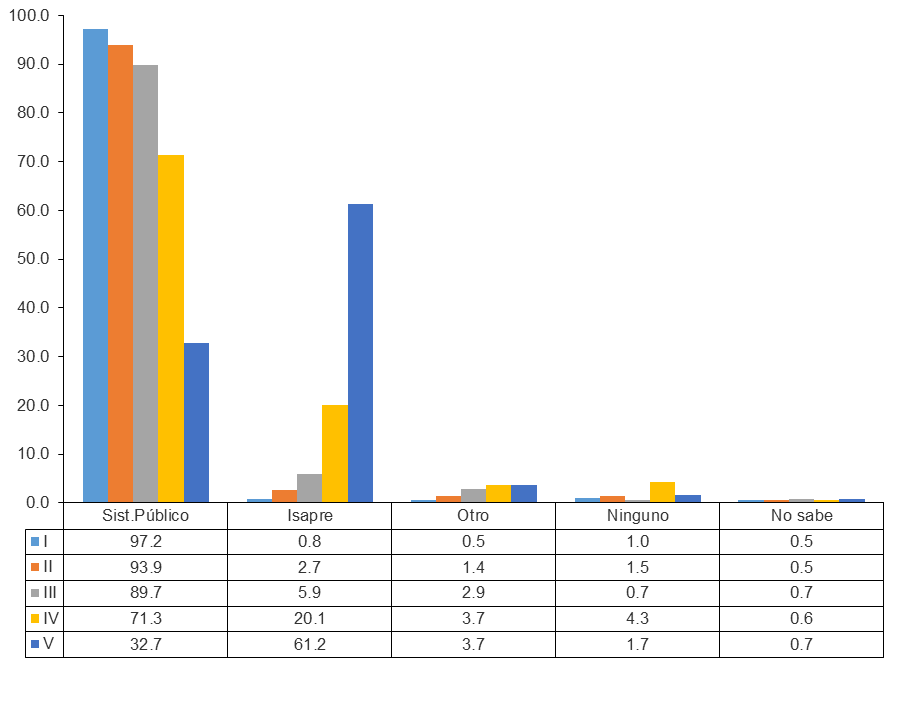 100.0
90.0
80.0
70.0
60.0
50.0
40.0
30.0
20.0
10.0
0.0
Sist.Público Isapre Otro Ninguno No sabe
I 97.2 0.8 0.5 1.0 0.5
II 93.9 2.7 1.4 1.5 0.5
III 89.7 5.9 2.9 0.7 0.7
IV 71.3 20.1 3.7 4.3 0.6
V 32.7 61.2 3.7 1.7 0.7